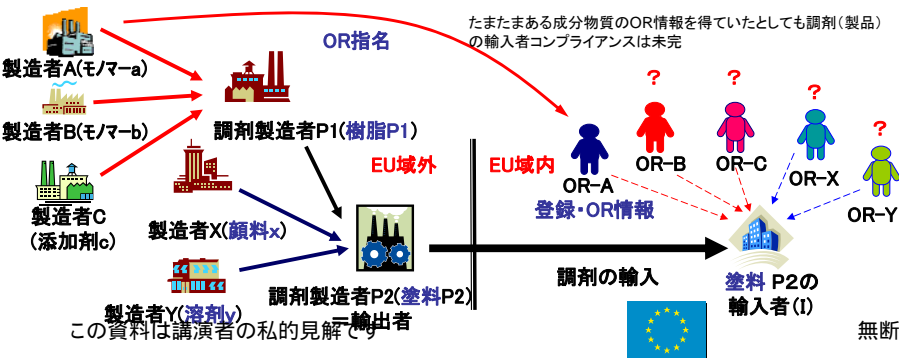 たまたまある成分物質のOR情報を得ていたとしても調剤（製品）
の輸入者コンプライアンスは未完
OR指名
製造者A(ﾓﾉﾏｰa)
製造者B(ﾓﾉﾏｰb)
製造者C
(添加剤c)
調剤製造者P1(樹脂P1)
EU域外
EU域内
?
?
?
?
?
OR-A
OR-B
OR-C
OR-X
OR-Y
登録・OR情報
製造者X(顔料x)
製造者Y(溶剤y)
調剤製造者P2(塗料P2)
＝輸出者
調剤の輸入
塗料 P2の
輸入者(I)
この資料は講演者の私的見解です
無断